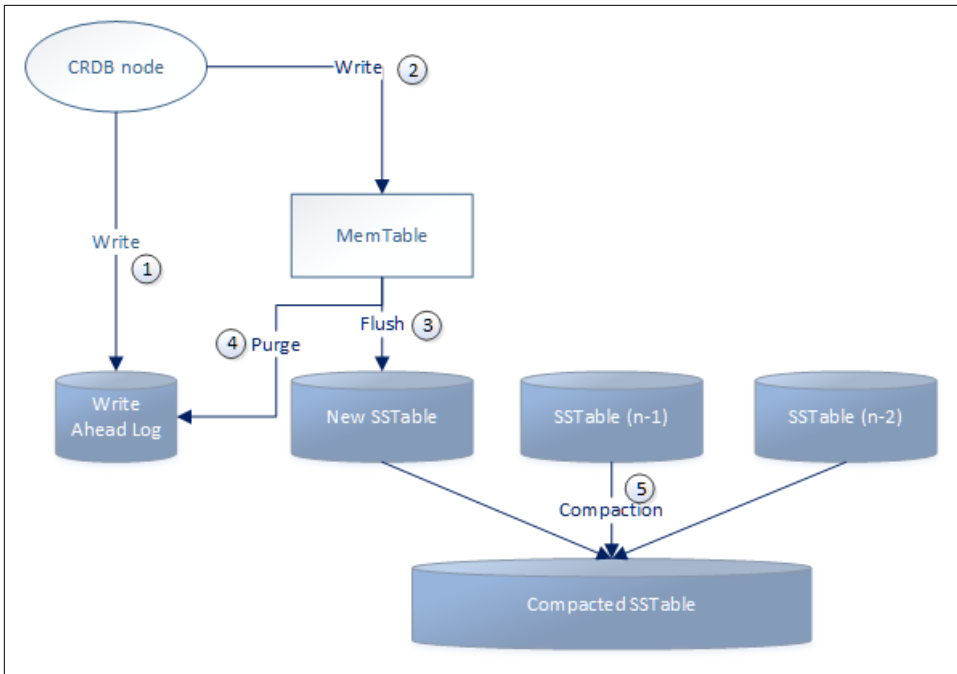 CRDB node
Write 2
MemTable
Write
1
Flush 3
4 Purge
Write
Ahead Log
New SSTable
SSTable (n-1)
SSTable (n-2)
5
Compaction
Compacted SSTable